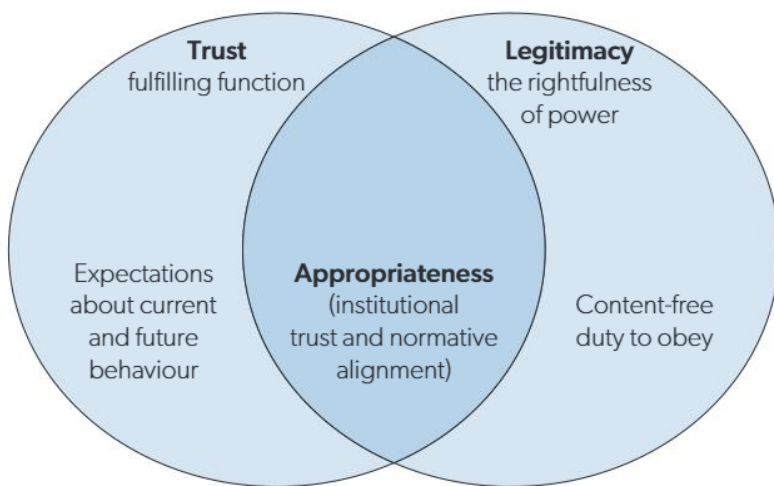 Trust
fulfilling function
Legitimacy
the rightfulness
of power
Expectations
about current
and future
behaviour
Appropriateness
(institutional
trust and normative
alignment)
Content-free
duty to obey